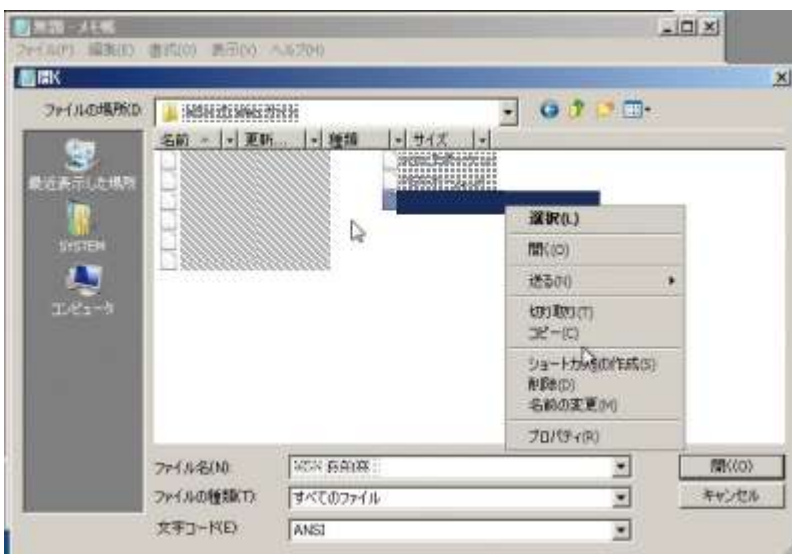 無題 - メモ帳
ファイル(F) 編集(E) 書式(O) 表示(V) ヘルプ(H)
開く
ファイルの場所(I):
名前 更新... 種類 サイズ
最近表示した場所
SYSTEM
コンピュータ
選択(L)
開く(O)
送る(N)
切り取り(T)
コピー(C)
ショートカットの作成(S)
削除(D)
名前の変更(M)
プロパティ(R)
ファイル名(N): 開く(O)
ファイルの種類(T): すべてのファイル キャンセル
文字コード(E): ANSI